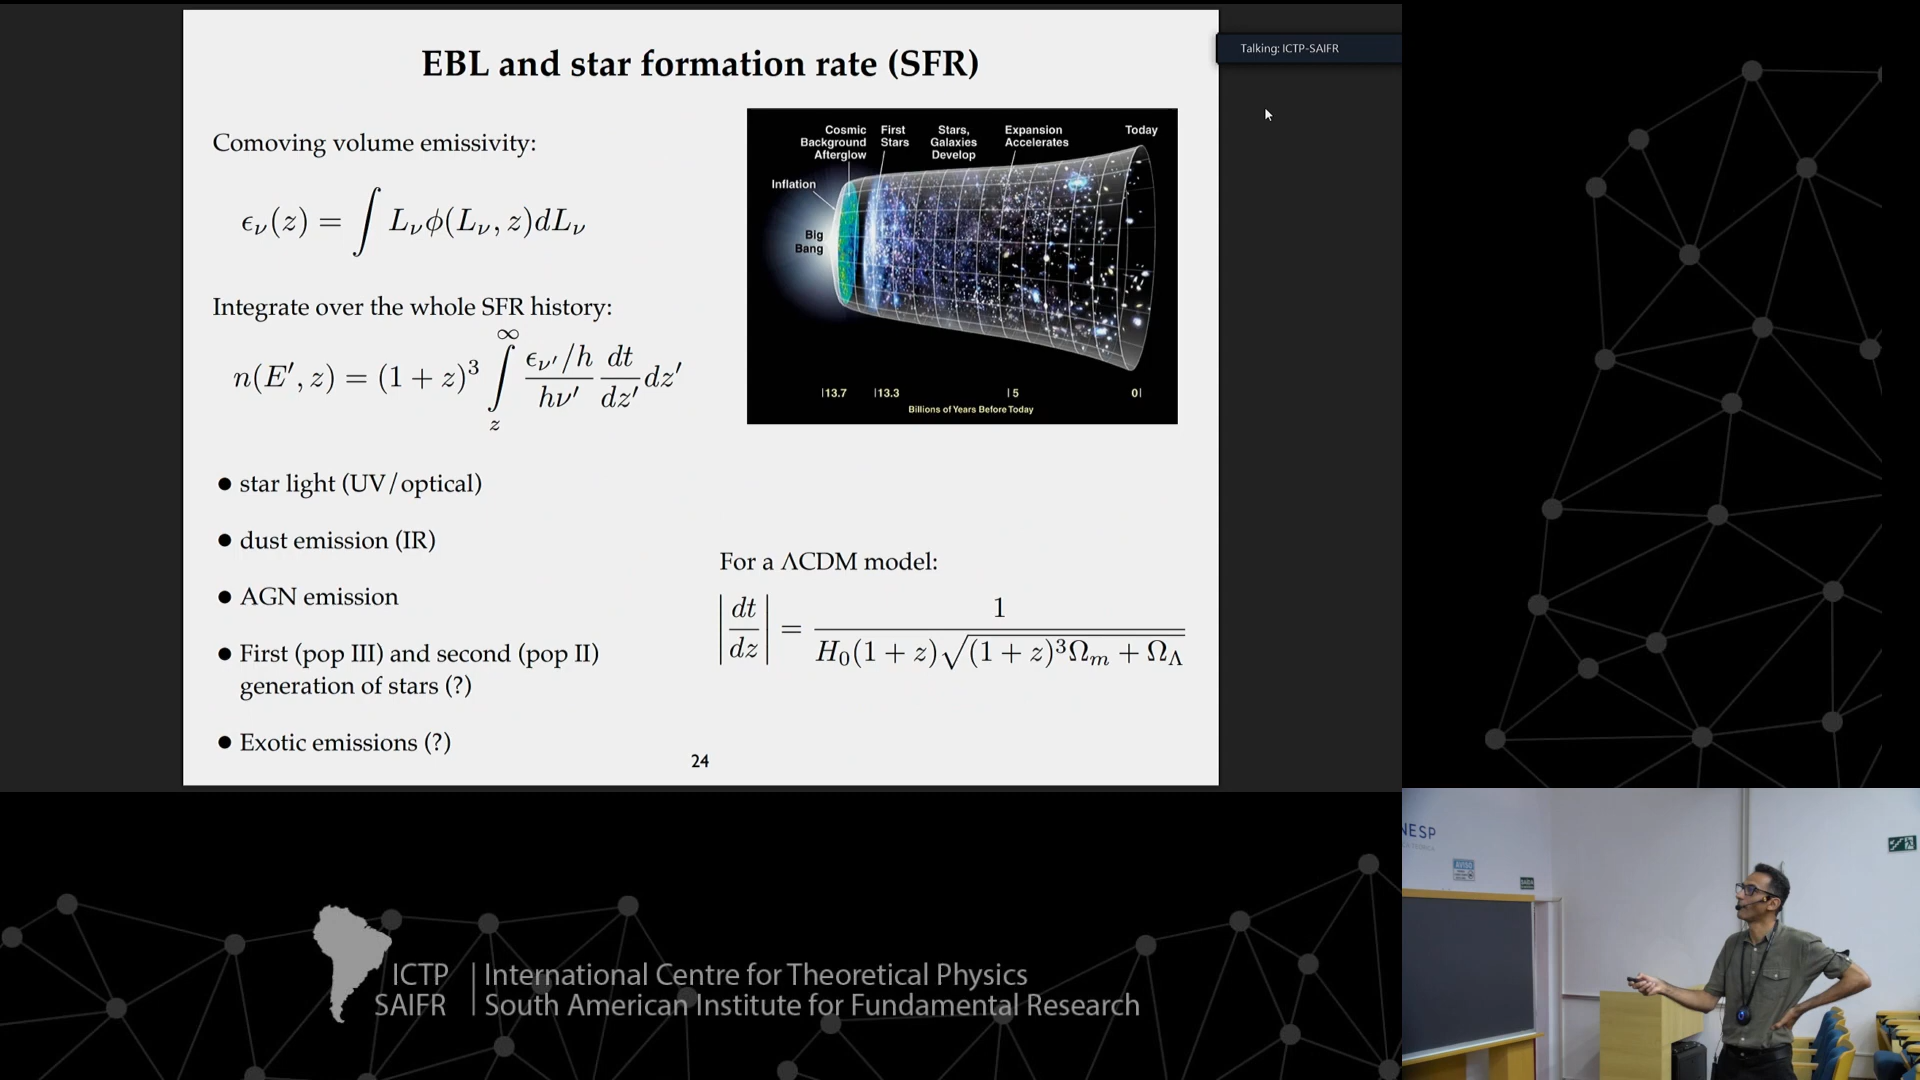 EBL and star formation rate (SFR)
Talking: ICTP-SAIFR
Comoving volume emissivity:
ϵ_ν(z) = ∫ L_ν ϕ(L_ν, z)dL_ν
Integrate over the whole SFR history:
n(E′, z) = (1 + z)³ ∫_z^∞ (ϵ_ν′/h)/(hν′) dt/dz′ dz′
● star light (UV/optical)
● dust emission (IR)
● AGN emission
● First (pop III) and second (pop II)
generation of stars (?)
● Exotic emissions (?)
Cosmic
Background
Afterglow
First
Stars
Stars,
Galaxies
Develop
Expansion
Accelerates
Today
Inflation
Big
Bang
|13.7 |13.3 |5 0|
Billions of Years Before Today
For a ΛCDM model:
|dt/dz| = 1/(H₀(1 + z)√((1 + z)³Ω_m + Ω_Λ))
24
NESP
AVISO
ICTP | International Centre for Theoretical Physics
SAIFR | South American Institute for Fundamental Research